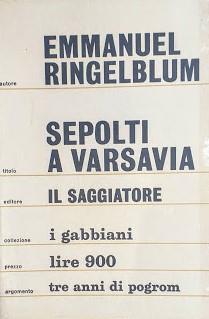 EMMANUEL
autore RINGELBLUM
SEPOLTI
titolo A VARSAVIA
editore IL SAGGIATORE
collezione i gabbiani
prezzo lire 900
argomento tre anni di pogrom